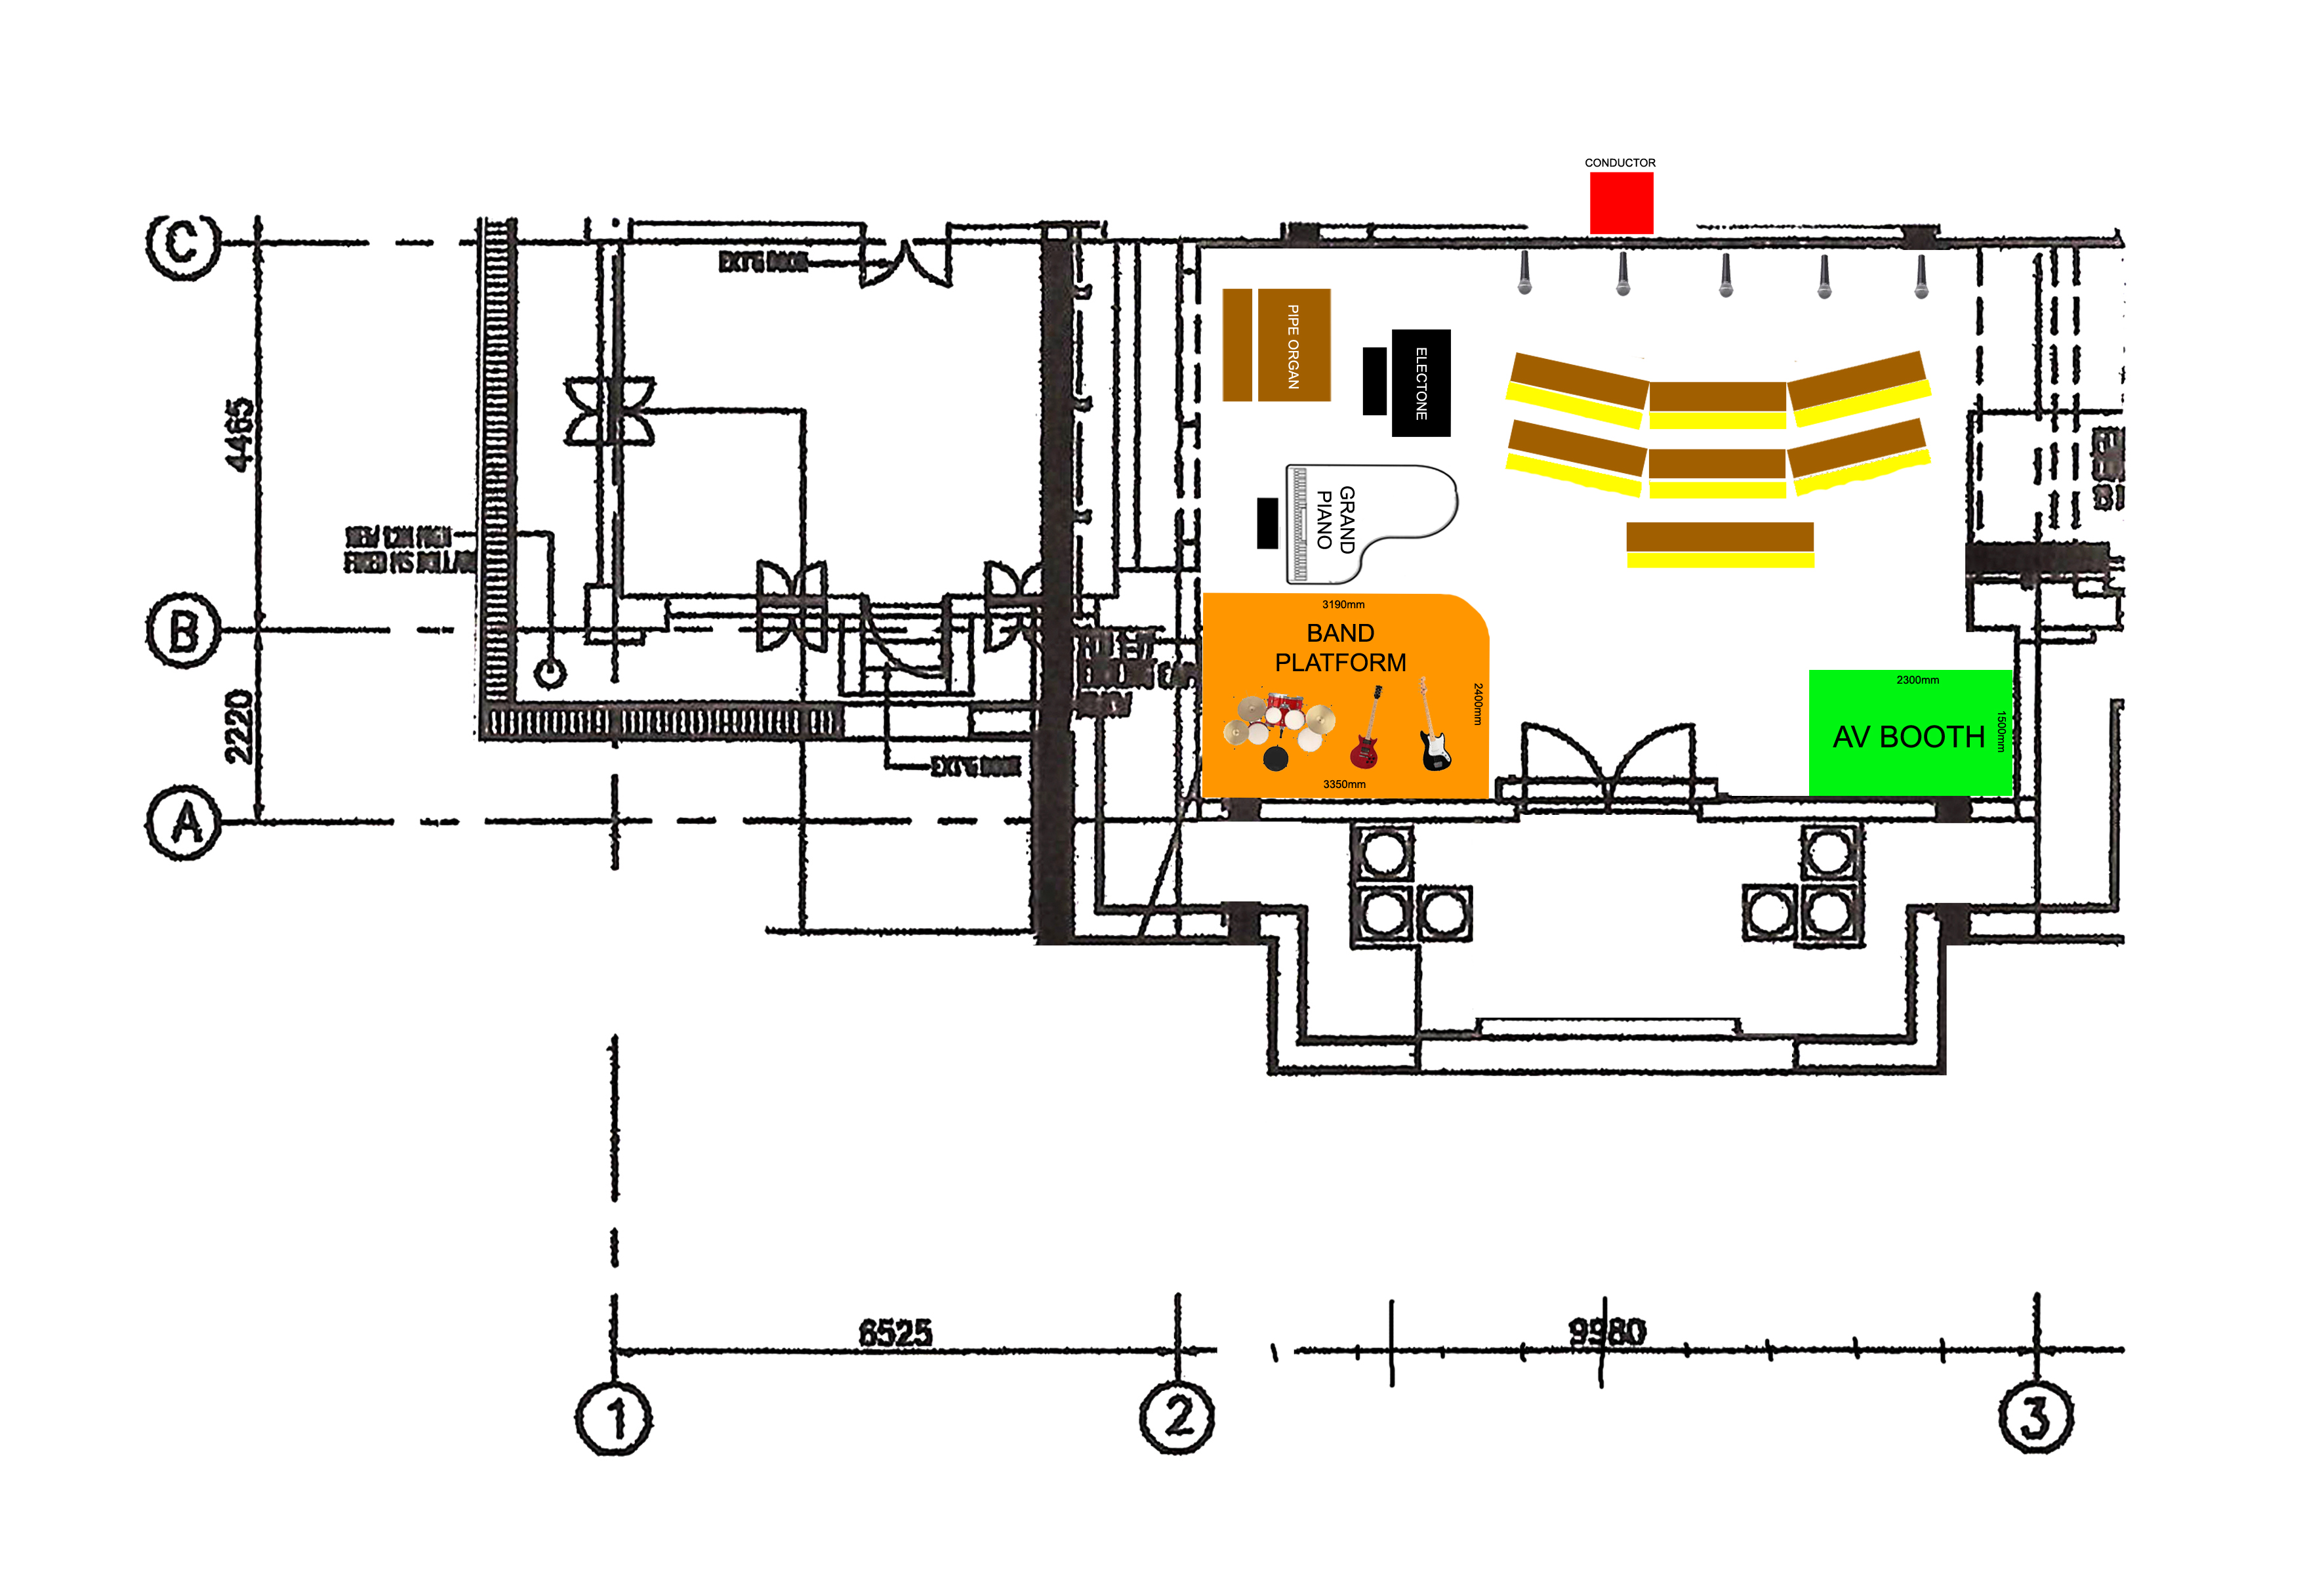 CONDUCTOR
C
EXT'G DOOR
PIPE ORGAN
ELECTONE
4465
GRAND
PIANO
3190mm
B
BAND
PLATFORM
2400mm
2300mm
1500mm
AV BOOTH
2220
EXT'G DOOR
3350mm
A
6525
9980
1
2
3